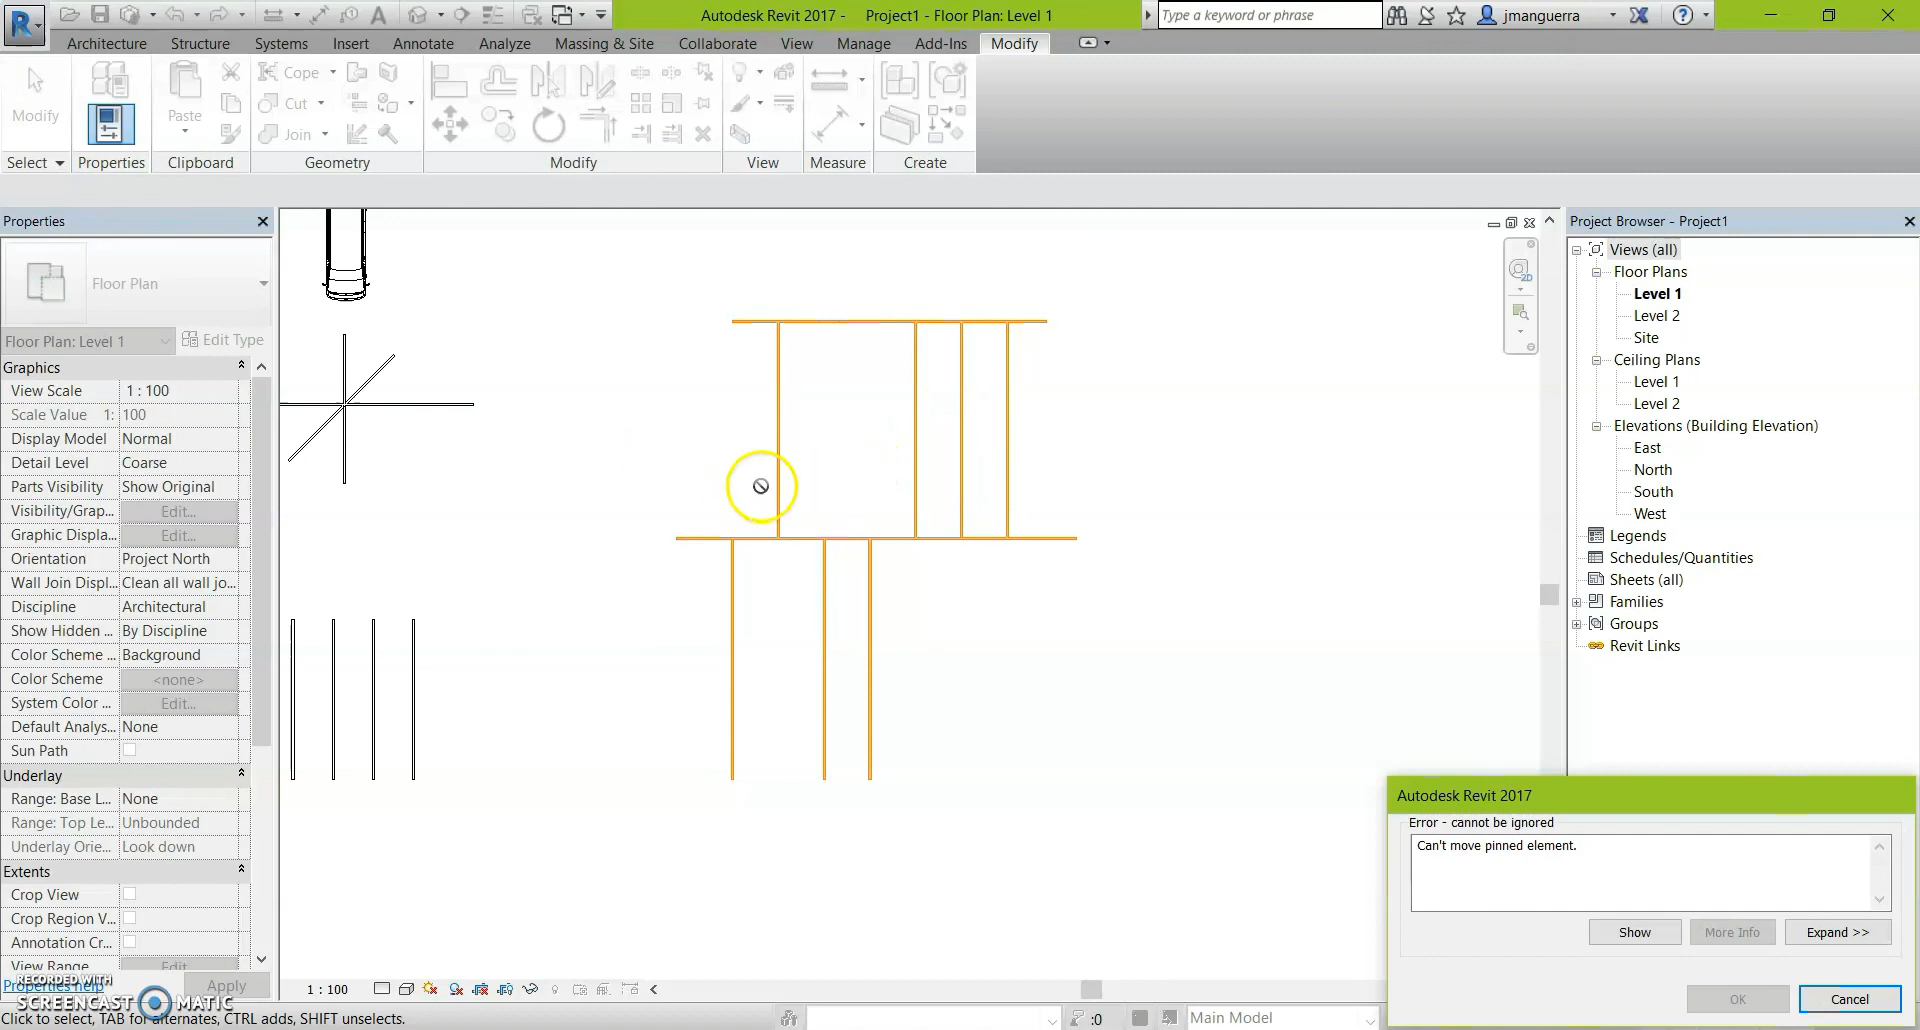 Autodesk Revit 2017 - Project1 - Floor Plan: Level 1
Type a keyword or phrase
jmanguerra
Architecture Structure Systems Insert Annotate Analyze Massing & Site Collaborate View Manage Add-Ins Modify
Modify
Paste
Cope
Cut
Join
Select Properties Clipboard Geometry Modify View Measure Create
Properties
Floor Plan
Floor Plan: Level 1 Edit Type
Graphics
View Scale 1 : 100
Scale Value 1: 100
Display Model Normal
Detail Level Coarse
Parts Visibility Show Original
Visibility/Grap... Edit...
Graphic Displa... Edit...
Orientation Project North
Wall Join Displ... Clean all wall jo...
Discipline Architectural
Show Hidden ... By Discipline
Color Scheme ... Background
Color Scheme <none>
System Color ... Edit...
Default Analys... None
Sun Path
Underlay
Range: Base L... None
Range: Top Le... Unbounded
Underlay Orie... Look down
Extents
Crop View
Crop Region V...
Annotation Cr...
View Range Edit...
Properties help Apply
RECORDED WITH
SCREENCAST MATIC
Project Browser - Project1
Views (all)
Floor Plans
Level 1
Level 2
Site
Ceiling Plans
Level 1
Level 2
Elevations (Building Elevation)
East
North
South
West
Legends
Schedules/Quantities
Sheets (all)
Families
Groups
Revit Links
2D
Autodesk Revit 2017
Error - cannot be ignored
Can't move pinned element.
Show More Info Expand >>
OK Cancel
1 : 100
Click to select, TAB for alternates, CTRL adds, SHIFT unselects.
:0 Main Model